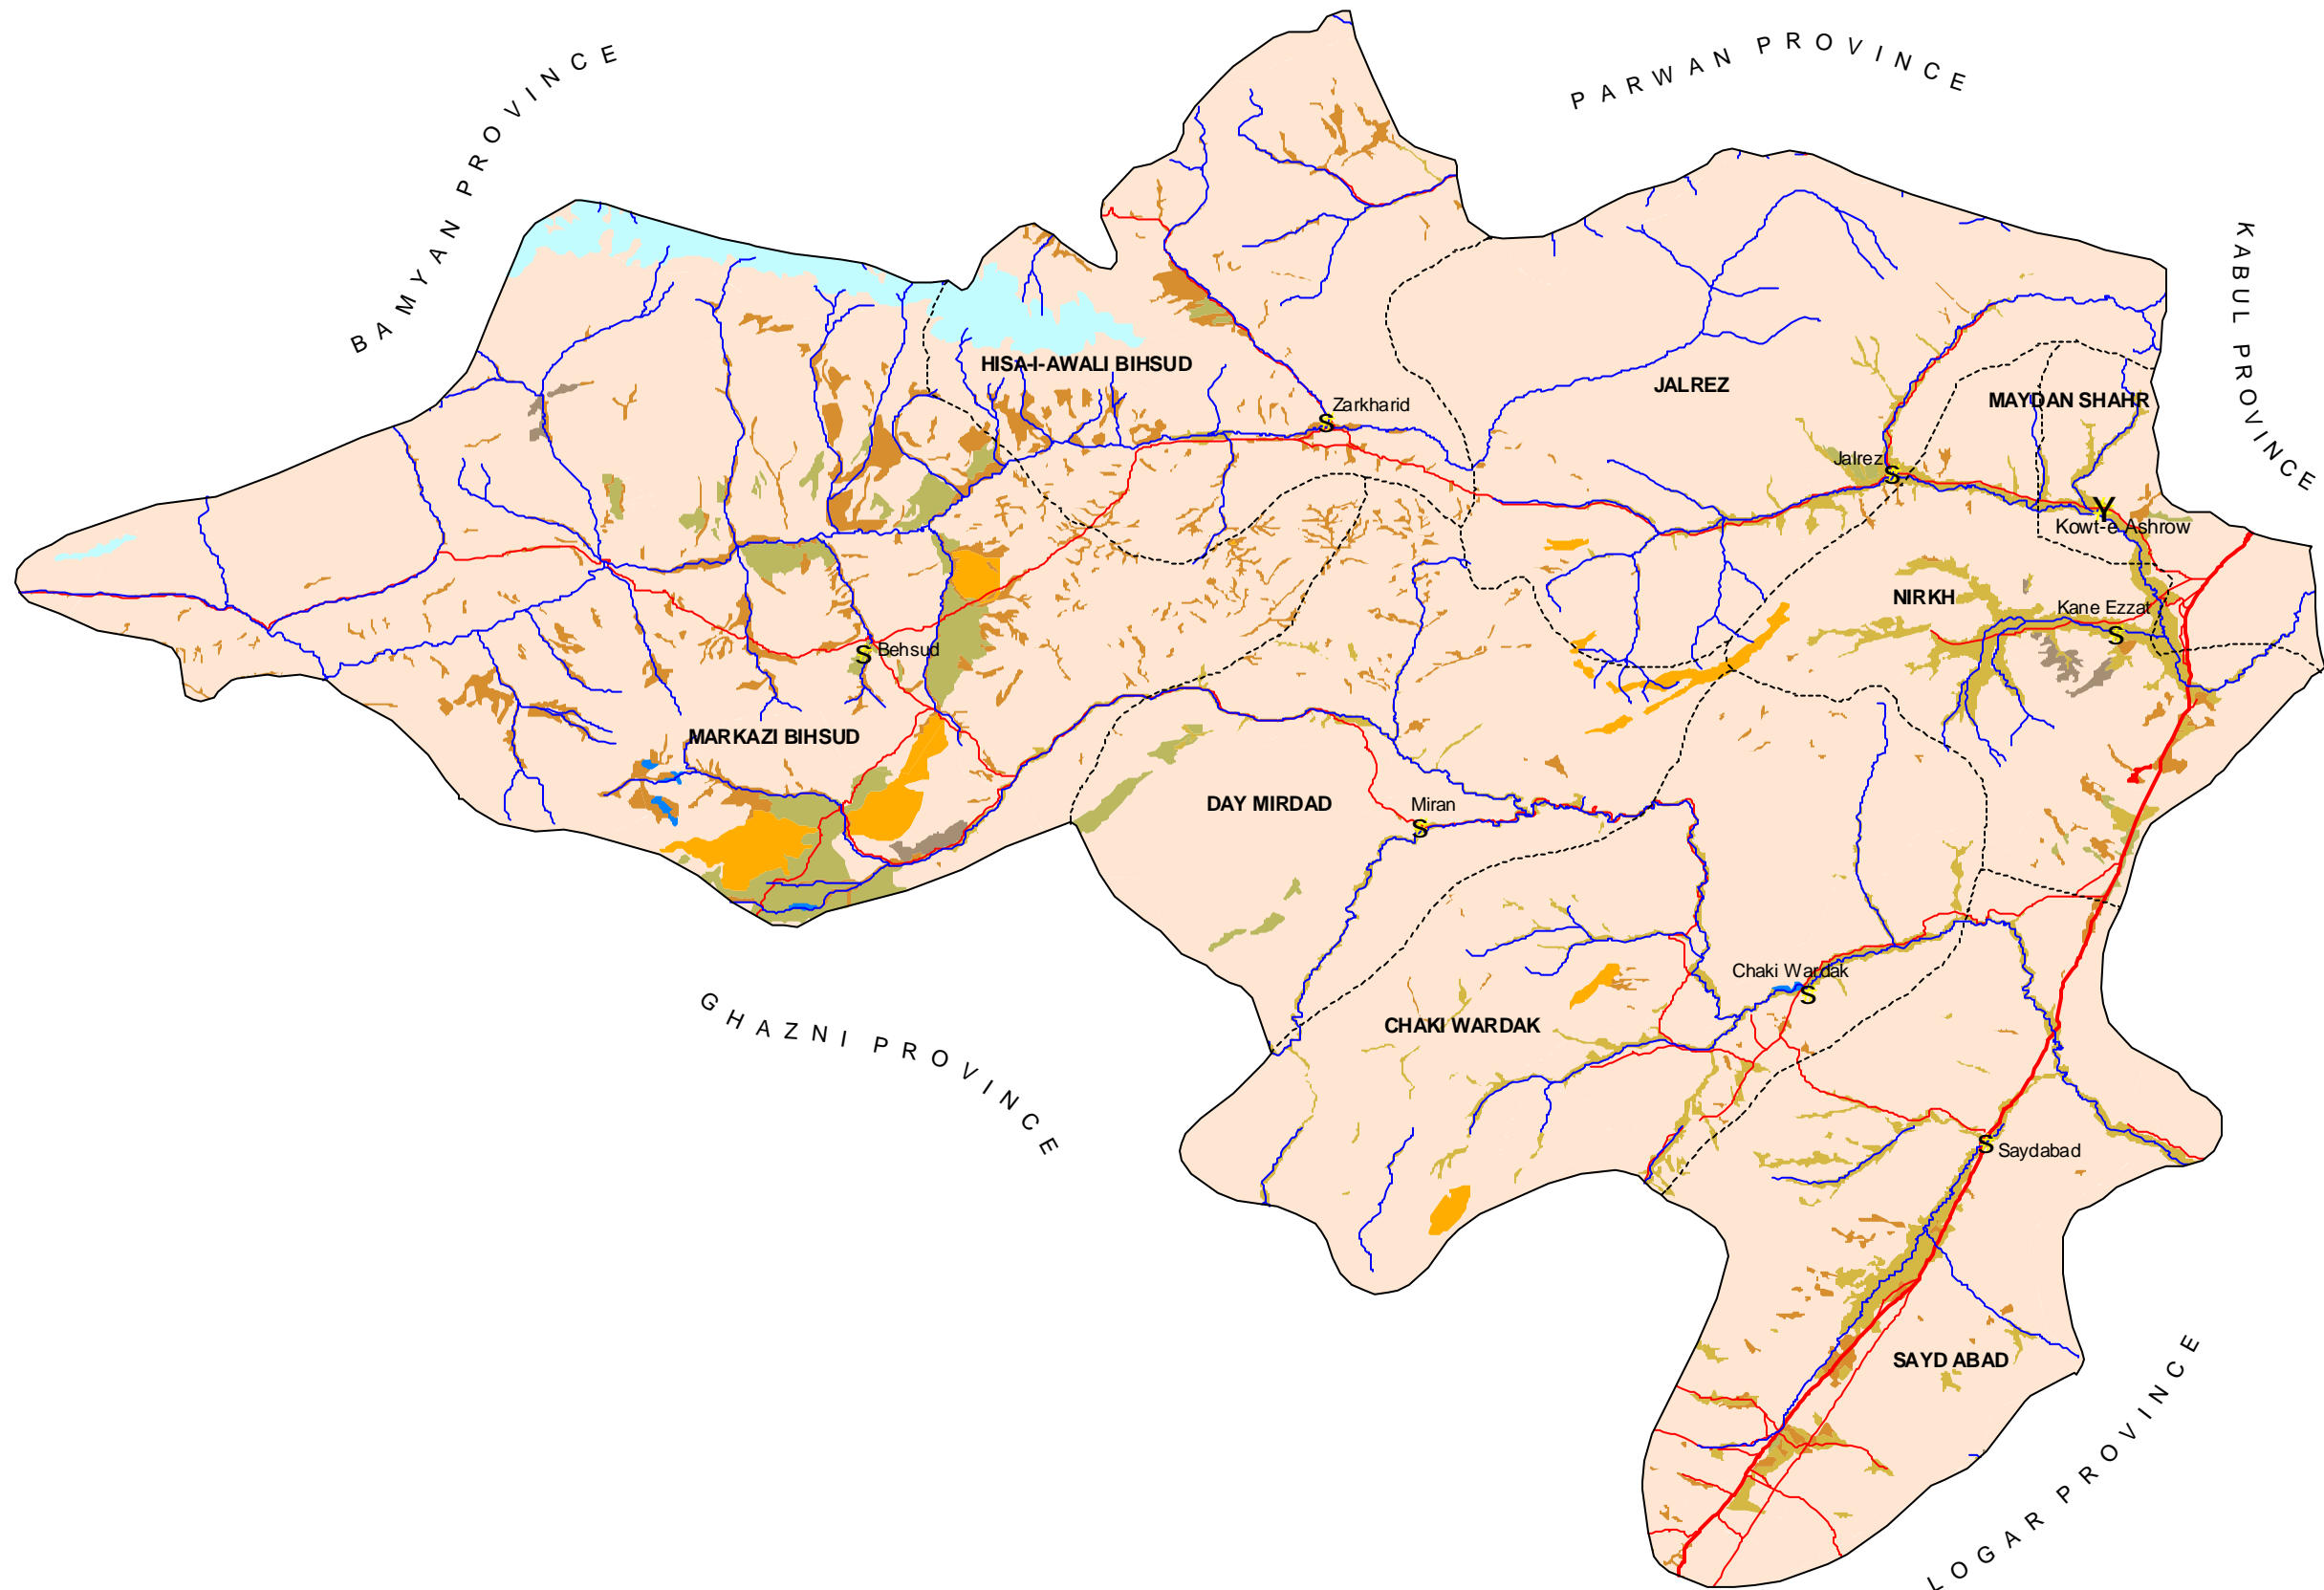 PARWAN PROVINCE
BAMYAN PROVINCE
KABUL PROVINCE
HISA-I-AWALI BIHSUD
JALREZ
MAYDAN SHAHR
Zarkharid
S
Jalrez
S
Y
Kowt-e Ashrow
NIRKH
Kane Ezzat
S
Behsud
S
MARKAZI BIHSUD
DAY MIRDAD
Miran
S
Chaki Wardak
S
GHAZNI PROVINCE
CHAKI WARDAK
S
Saydabad
SAYD ABAD
LOGAR PROVINCE